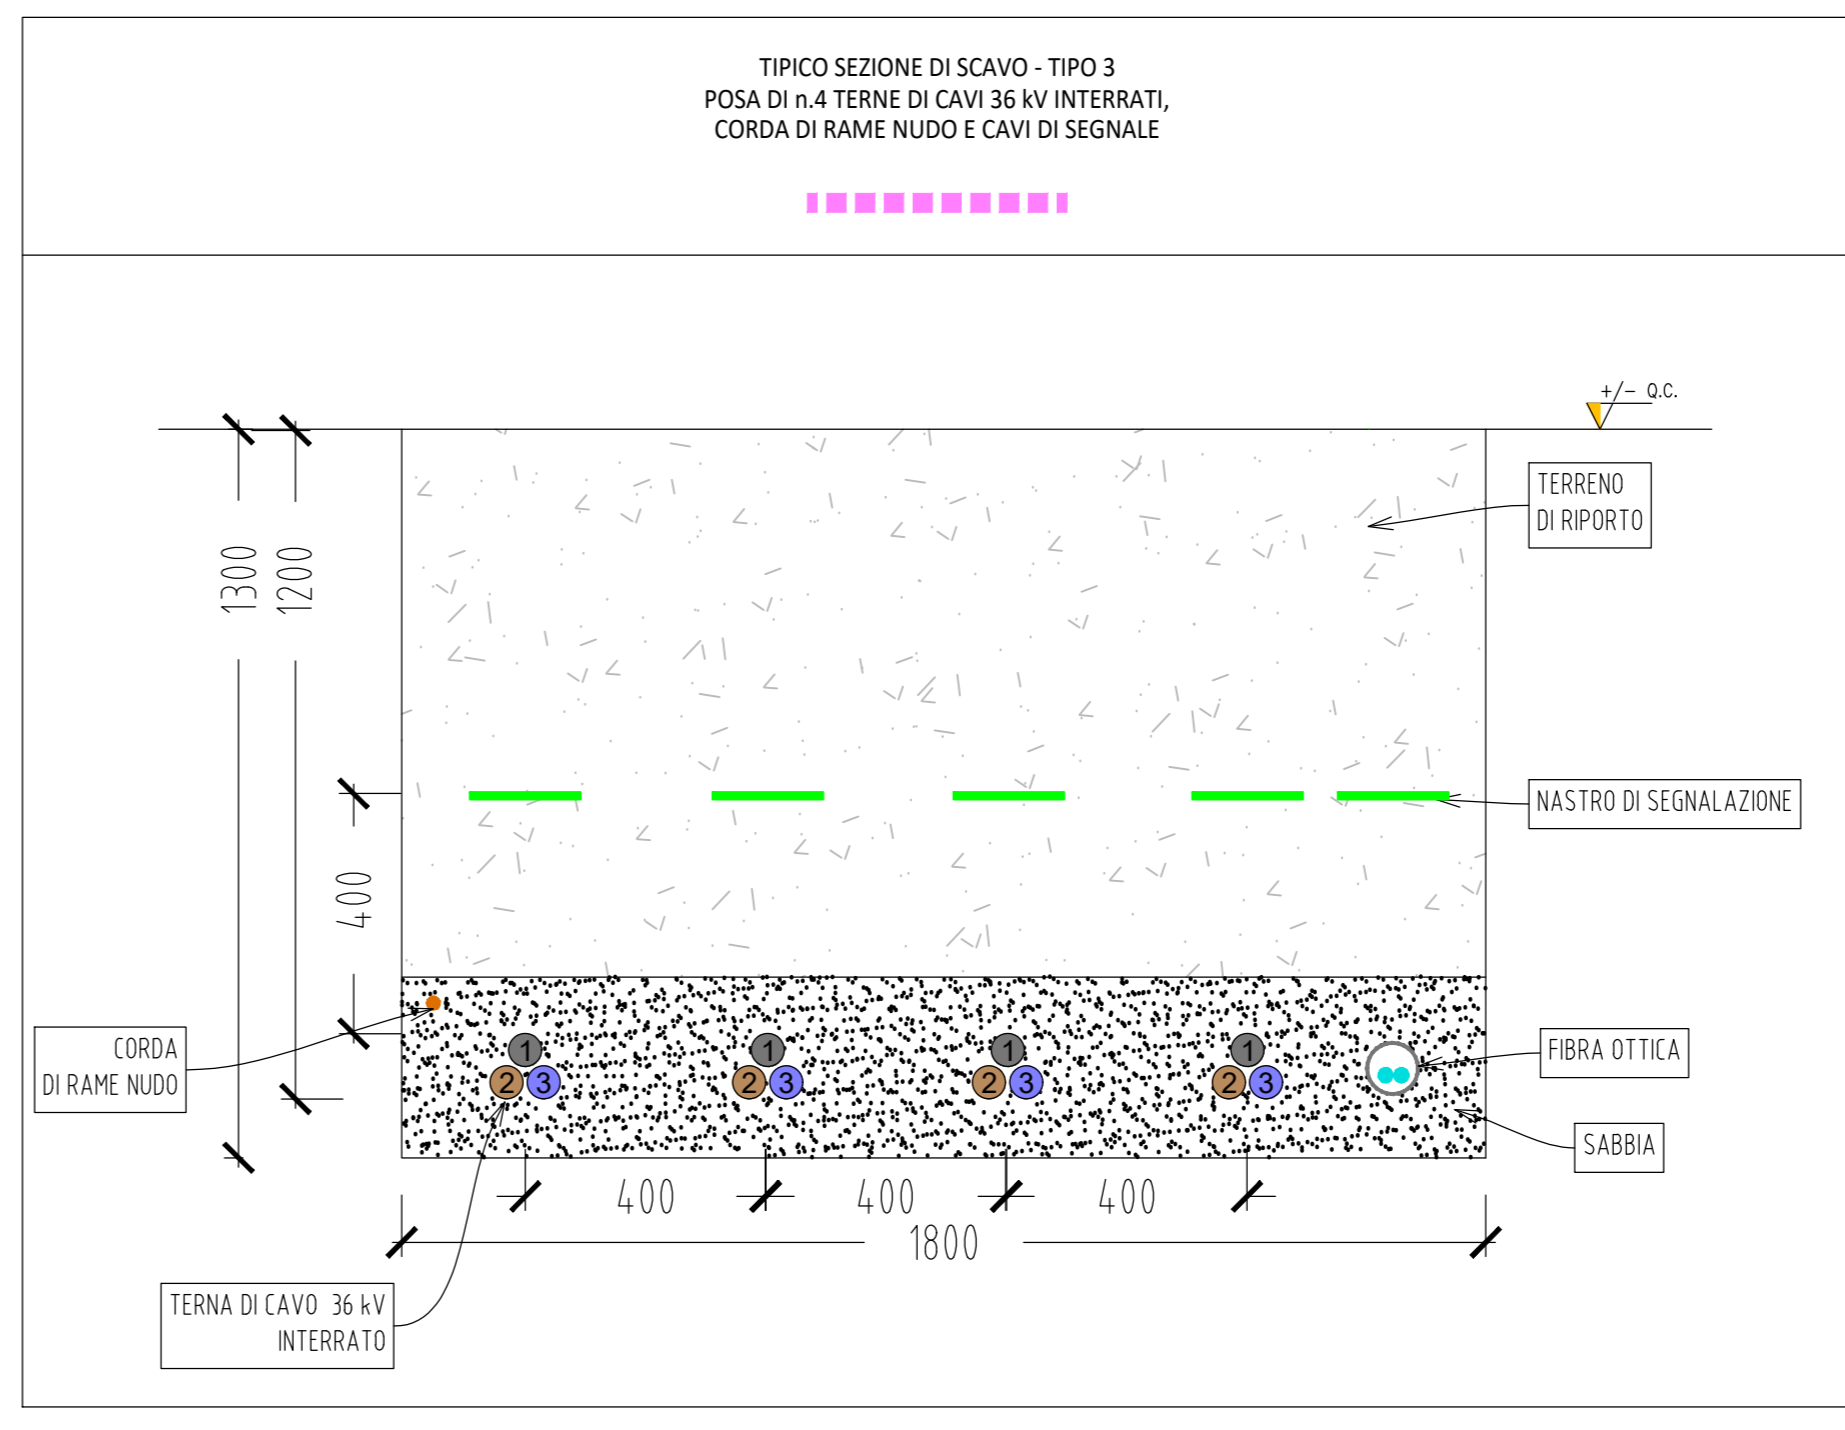 TIPICO SEZIONE DI SCAVO - TIPO 3
POSA DI n.4 TERNE DI CAVI 36 kV INTERRATI,
CORDA DI RAME NUDO E CAVI DI SEGNALE
+/- Q.C.
TERRENO
DI RIPORTO
1300
1200
NASTRO DI SEGNALAZIONE
400
CORDA
DI RAME NUDO
1
2 3
1
2 3
1
2 3
1
2 3
FIBRA OTTICA
SABBIA
400
400
400
1800
TERNA DI CAVO 36 kV
INTERRATO